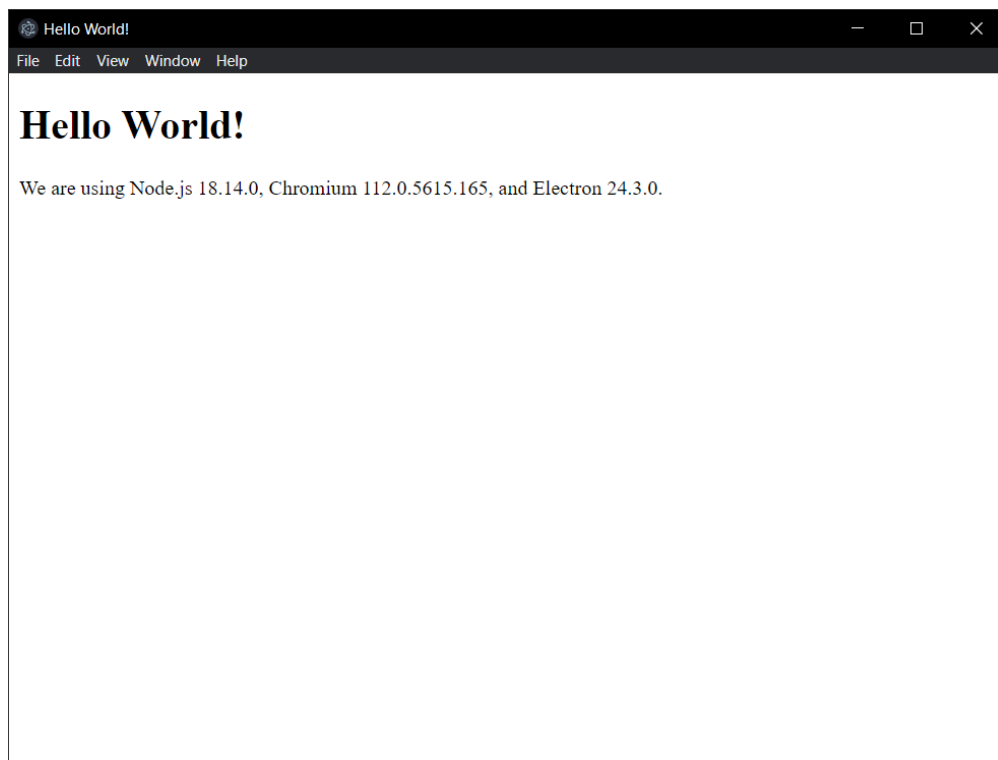 Hello World!
File Edit View Window Help
Hello World!
We are using Node.js 18.14.0, Chromium 112.0.5615.165, and Electron 24.3.0.